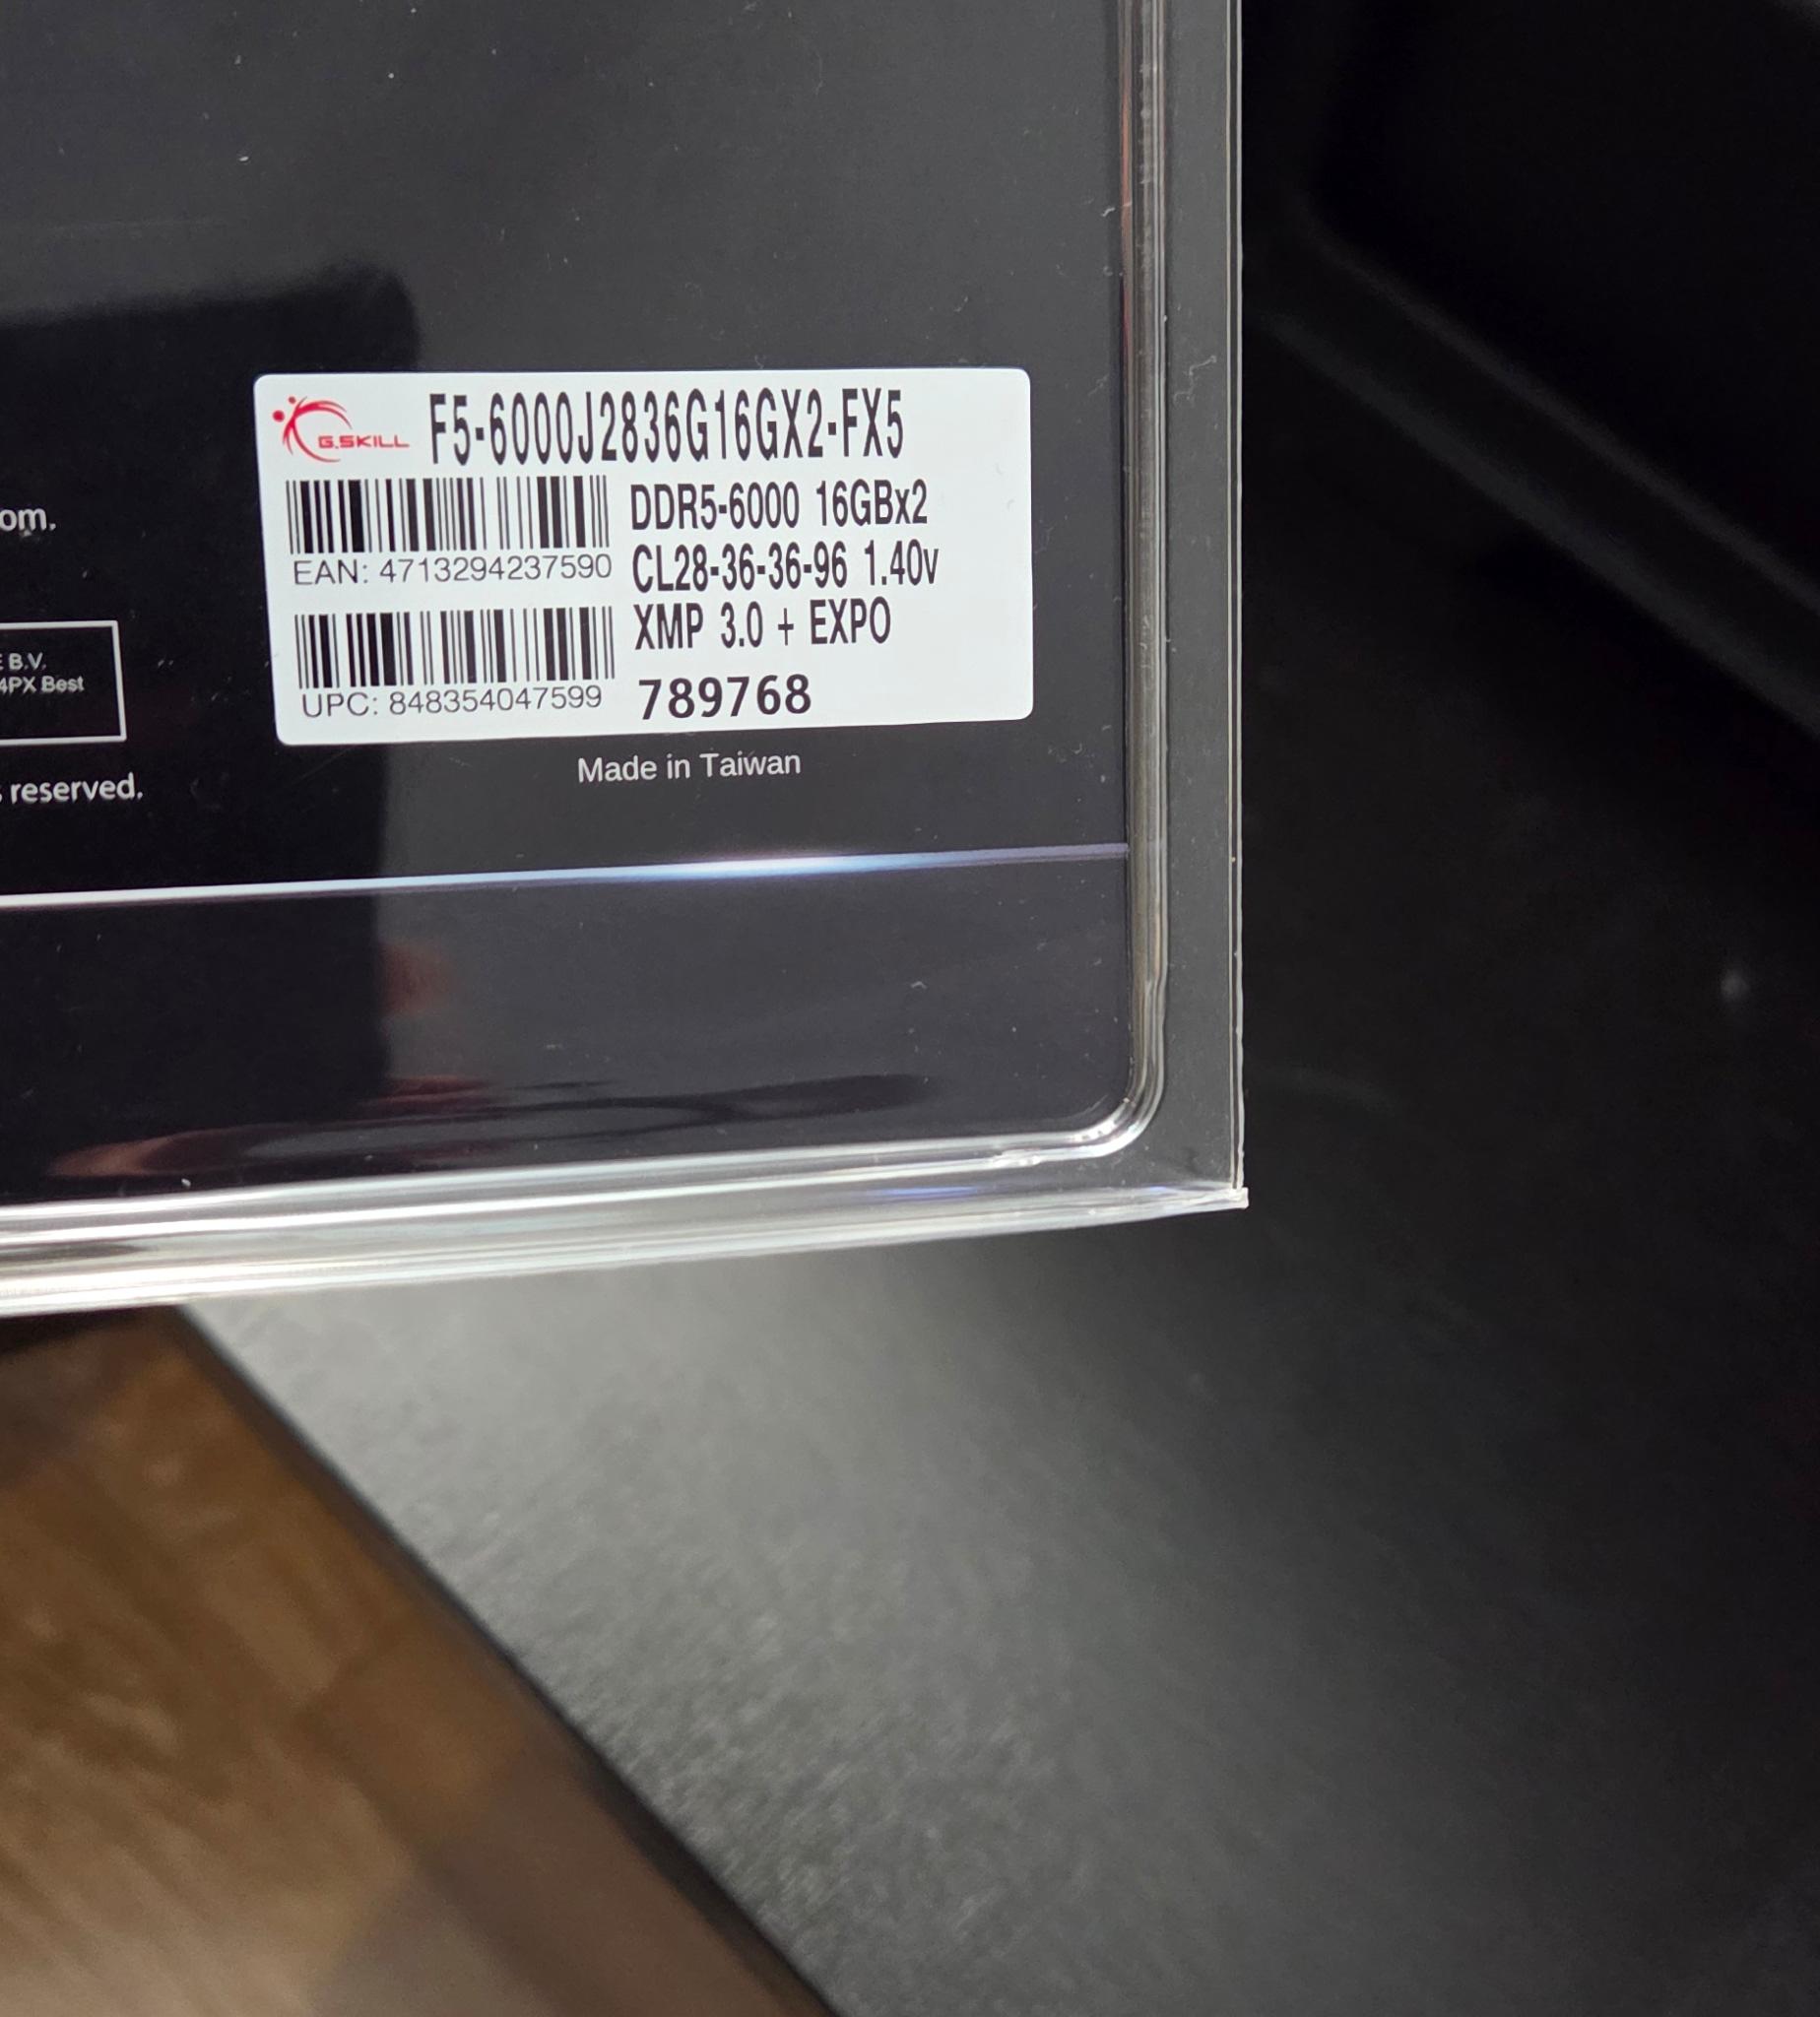 G.SKILL F5-6000J2836G16GX2-FX5
DDR5-6000 16GBx2
EAN: 4713294237590
CL28-36-36-96 1.40v
XMP 3.0 + EXPO
UPC: 848354047599
789768
Made in Taiwan
om.
B.V.
4PX Best
reserved.